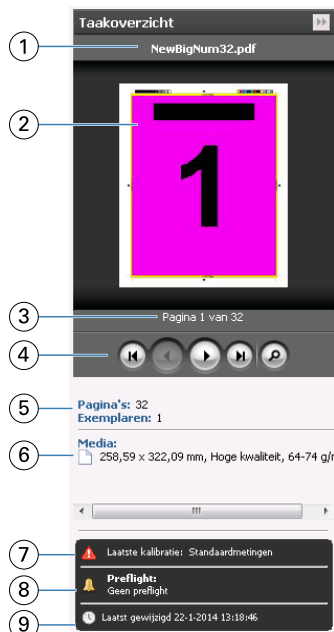 Taakoverzicht
1
NewBigNum32.pdf
2
1
3
Pagina 1 van 32
4
5
Pagina's: 32
Exemplaren: 1
6
Media:
258,59 x 322,09 mm, Hoge kwaliteit, 64-74 g/
7
Laatste kalibratie: Standaardmetingen
8
Preflight:
Geen preflight
9
Laatst gewijzigd 22-1-2014 13:18:46